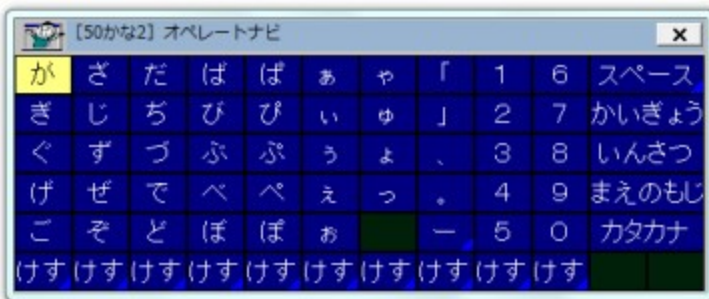 [50かな2] オペレートナビ
が ざ だ ば ぱ ぁ ゃ 「 1 6 スペース
ぎ じ ぢ び ぴ ぃ ゅ 」 2 7 かいぎょう
ぐ ず づ ぶ ぷ ぅ ょ 、 3 8 いんさつ
げ ぜ で べ ぺ ぇ っ 。 4 9 まえのもじ
ご ぞ ど ぼ ぽ ぉ ー 5 0 カタカナ
けす けす けす けす けす けす けす けす けす けす